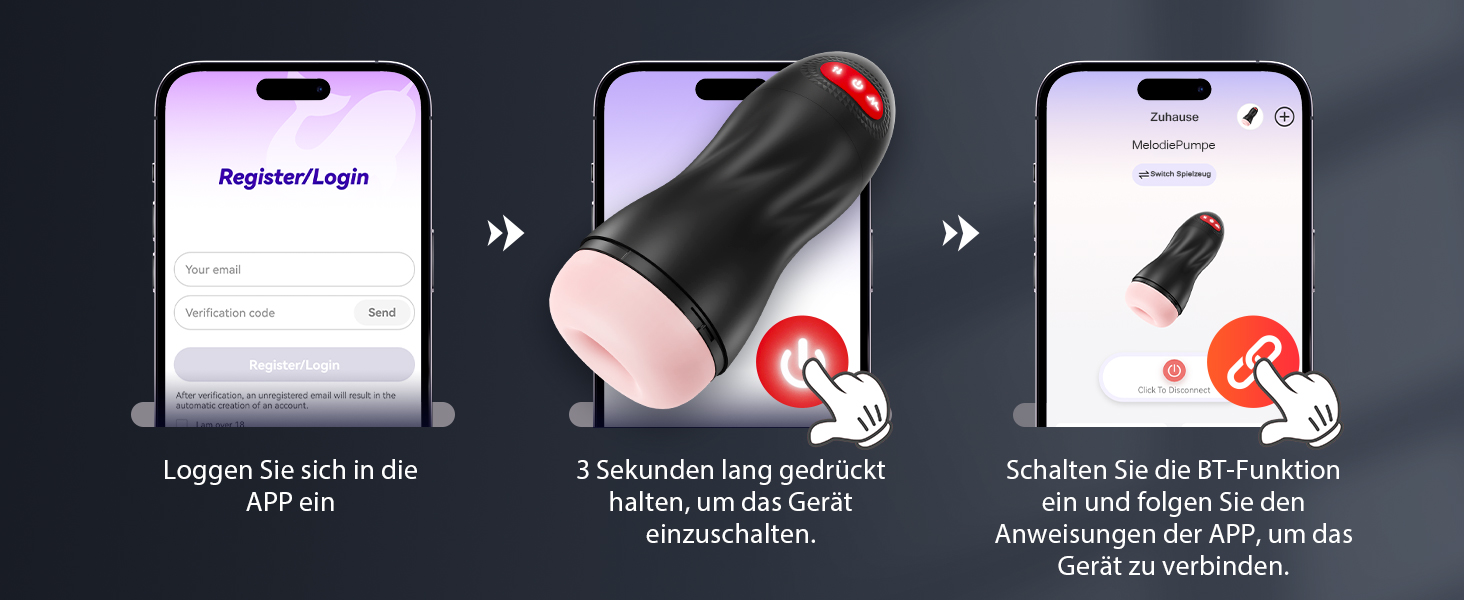 Register/Login
Your email
Verification code
Send
Register/Login
After verification, an unregistered email will result in the
automatic creation of an account.
I am over 18
Loggen Sie sich in die
APP ein
3 Sekunden lang gedrückt
halten, um das Gerät
einzuschalten.
Zuhause
MelodiePumpe
Switch Spielzeug
Click To Disconnect
Schalten Sie die BT-Funktion
ein und folgen Sie den
Anweisungen der APP, um das
Gerät zu verbinden.